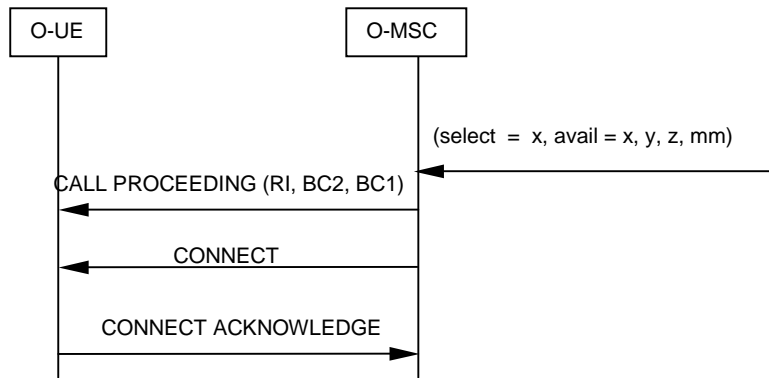 O-UE
O-MSC
(select = x, avail = x, y, z, mm)
CALL PROCEEDING (RI, BC2, BC1)
CONNECT
CONNECT ACKNOWLEDGE